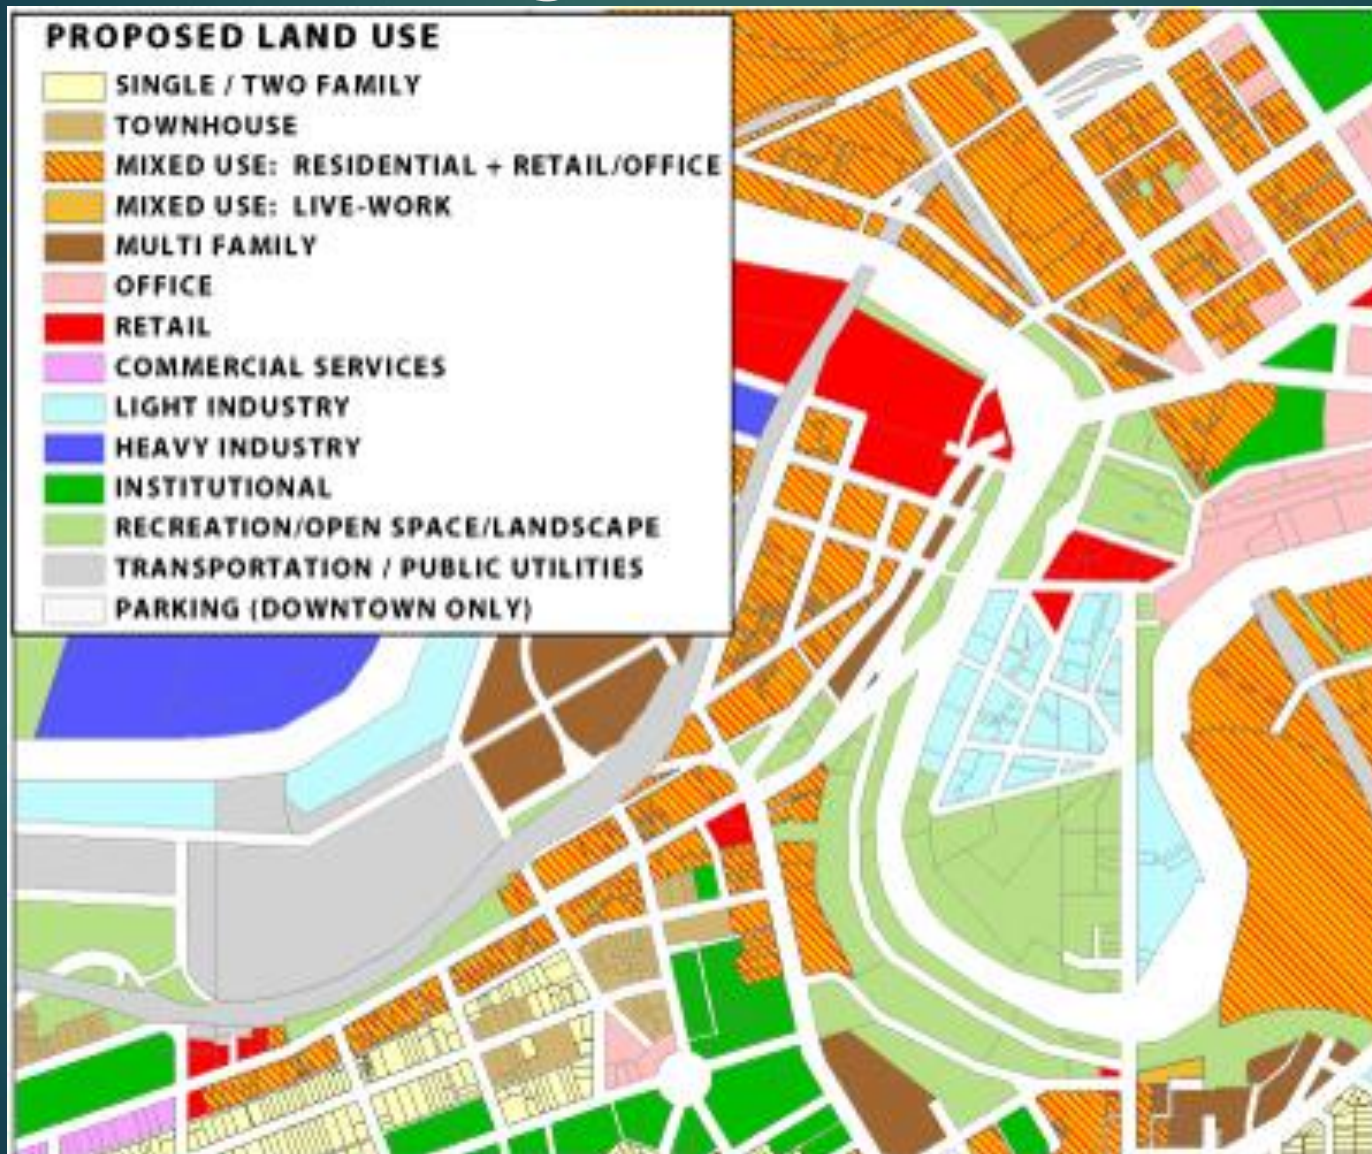 PROPOSED LAND USE
SINGLE / TWO FAMILY
TOWNHOUSE
MIXED USE: RESIDENTIAL + RETAIL/OFFICE
MIXED USE: LIVE-WORK
MULTI FAMILY
OFFICE
RETAIL
COMMERCIAL SERVICES
LIGHT INDUSTRY
HEAVY INDUSTRY
INSTITUTIONAL
RECREATION/OPEN SPACE/LANDSCAPE
TRANSPORTATION / PUBLIC UTILITIES
PARKING (DOWNTOWN ONLY)